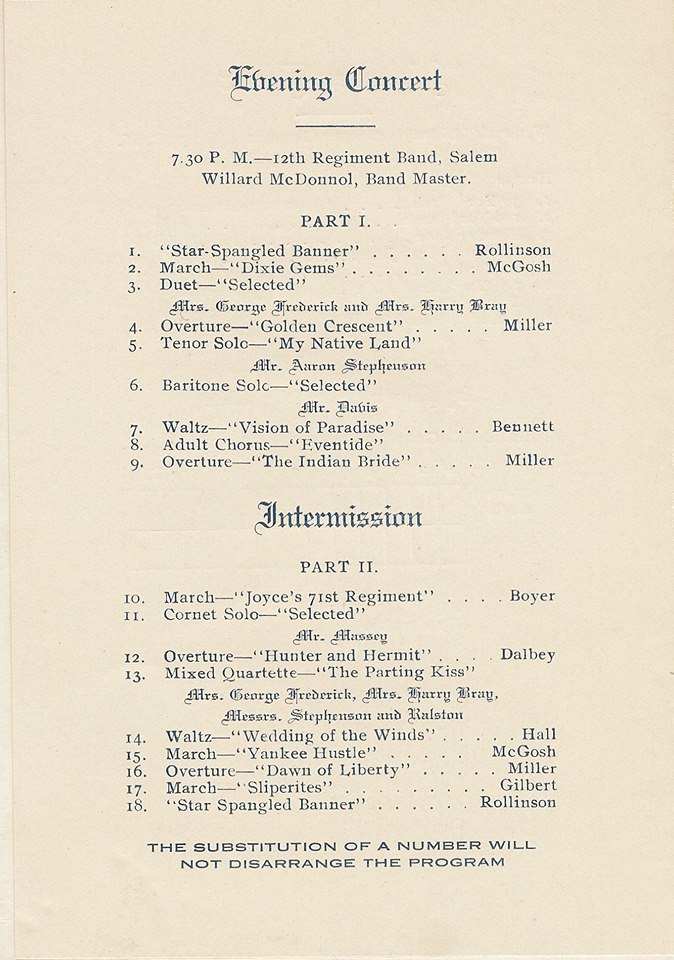 Evening Concert
7.30 P. M.—12th Regiment Band, Salem
Willard McDonnol, Band Master.
PART I.
1. "Star-Spangled Banner" . . . . . . Rollinson
2. March—"Dixie Gems" . . . . . . . . McGosh
3. Duet—"Selected"
Mrs. George Frederick and Mrs. Harry Bray
4. Overture—"Golden Crescent" . . . . . Miller
5. Tenor Solo—"My Native Land"
Mr. Aaron Stephenson
6. Baritone Solo—"Selected"
Mr. Davis
7. Waltz—"Vision of Paradise" . . . . . Bennett
8. Adult Chorus—"Eventide"
9. Overture—"The Indian Bride" . . . . . Miller
Intermission
PART II.
10. March—"Joyce's 71st Regiment" . . . . Boyer
11. Cornet Solo—"Selected"
Mr. Massey
12. Overture—"Hunter and Hermit" . . . . Dalbey
13. Mixed Quartette—"The Parting Kiss"
Mrs. George Frederick, Mrs. Harry Bray,
Messrs. Stephenson and Ralston
14. Waltz—"Wedding of the Winds" . . . . . Hall
15. March—"Yankee Hustle" . . . . . . McGosh
16. Overture—"Dawn of Liberty" . . . . . Miller
17. March—"Sliperites" . . . . . . . . . Gilbert
18. "Star Spangled Banner" . . . . . . Rollinson
THE SUBSTITUTION OF A NUMBER WILL
NOT DISARRANGE THE PROGRAM